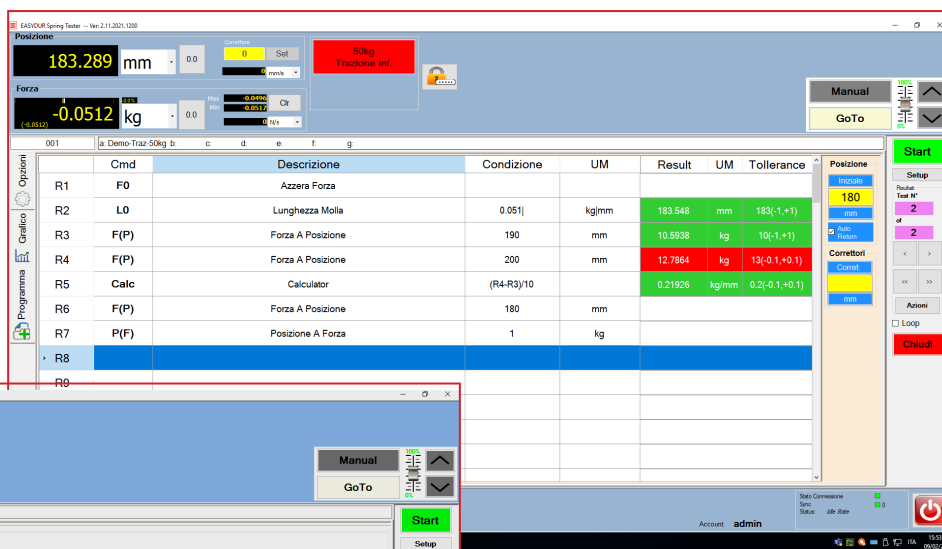 EASYDUR Spring Tester -- Ver: 2.11.2021.1200
Posizione
183.289 mm 0.0
Correttore
0 Set
0 mm/s
50kg
Trazione Inf.
Forza
-0.0512 kg 0.0
(-0.0512)
Max -0.0496
Min -0.0517
Clr
0 N/s
Manual
GoTo
100%
0%
001 a: Demo-Traz-50kg b: c: d: e: f: g:
Opzioni
Grafico
Programma
Cmd Descrizione Condizione UM Result UM Tollerance
R1 F0 Azzera Forza
R2 L0 Lunghezza Molla 0.051| kg|mm 183.548 mm 183(-1,+1)
R3 F(P) Forza A Posizione 190 mm 10.5938 kg 10(-1,+1)
R4 F(P) Forza A Posizione 200 mm 12.7864 kg 13(-0.1,+0.1)
R5 Calc Calculator (R4-R3)/10 0.21926 kg/mm 0.2(-0.1,+0.1)
R6 F(P) Forza A Posizione 180 mm
R7 P(F) Posizione A Forza 1 kg
R8
R9
Posizione
Iniziale
180
mm
Auto
Return
Correttori
Corret.
mm
Start
Setup
Risultati
Test N°
2
of
2
< >
<< >>
Azioni
Loop
Chiudi
Manual
GoTo
100%
0%
Start
Setup
Stato Connessione
Sync 0
Status: Idle State
Account admin
ITA